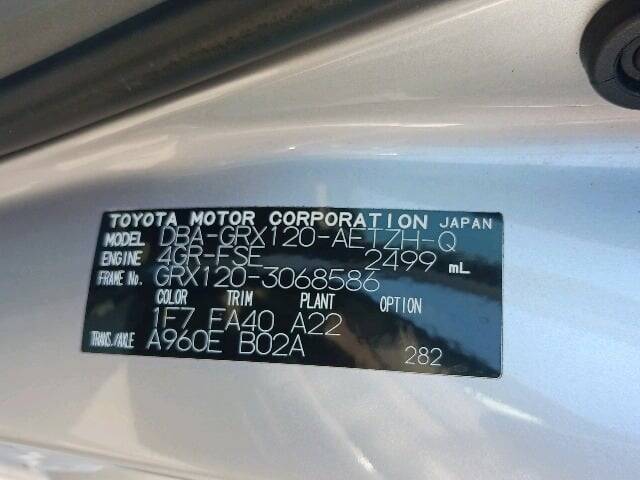 TOYOTA MOTOR CORPORATION JAPAN
MODEL DBA-GRX120-AETZH-Q
ENGINE 4GR-FSE 2499 mL
FRAME No. GRX120-3068586
COLOR TRIM PLANT OPTION
1F7 FA40 A22
TRANS./AXLE A960E B02A 282